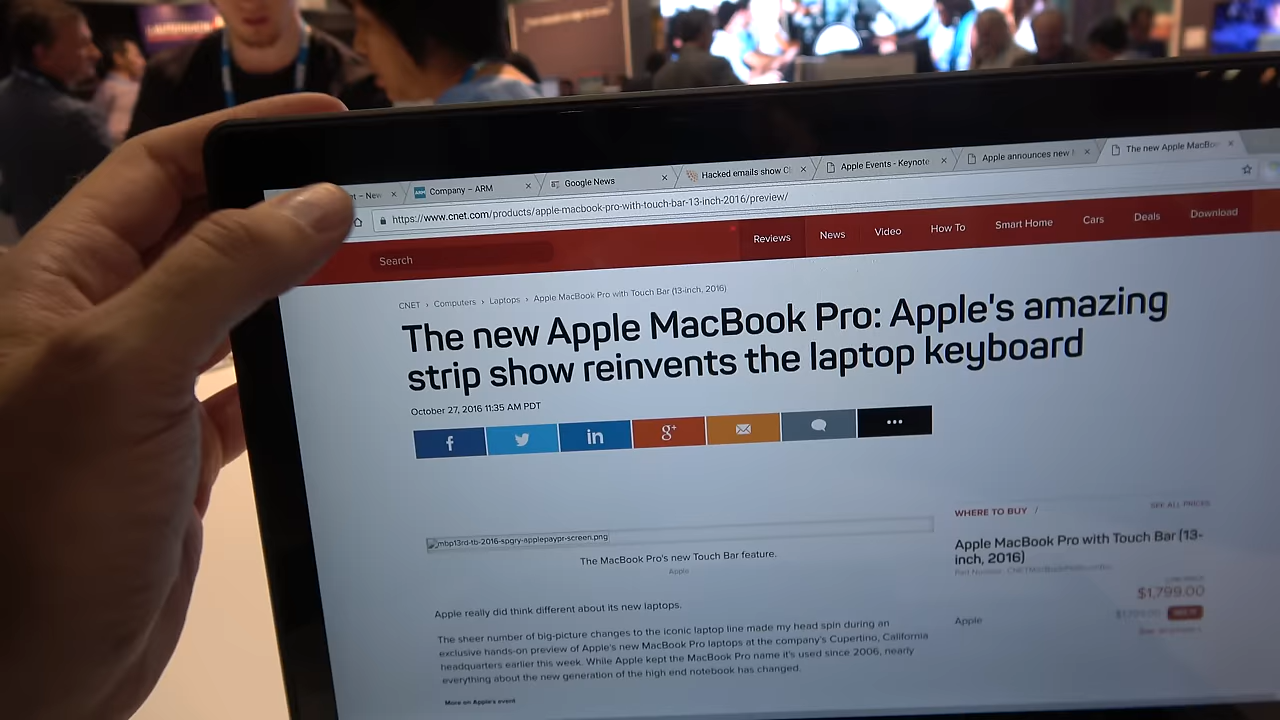 Company – ARM
Google News
Hacked emails show C
Apple Events - Keynote
Apple announces new
The new Apple MacBo
https://www.cnet.com/products/apple-macbook-pro-with-touch-bar-13-inch-2016/preview/
Search
Reviews
News
Video
How To
Smart Home
Cars
Deals
Download
CNET › Computers › Laptops › Apple MacBook Pro with Touch Bar (13-inch, 2016)
The new Apple MacBook Pro: Apple's amazing
strip show reinvents the laptop keyboard
October 27, 2016 11:35 AM PDT
f
in
g+
mbp13rd-tb-2016-spgry-applepaypr-screen.png
The MacBook Pro's new Touch Bar feature.
Apple
WHERE TO BUY /
SEE ALL PRICES
Apple MacBook Pro with Touch Bar (13-
inch, 2016)
$1,799.00
Apple
Apple really did think different about its new laptops.
The sheer number of big-picture changes to the iconic laptop line made my head spin during an
exclusive hands-on preview of Apple's new MacBook Pro laptops at the company's Cupertino, California
headquarters earlier this week. While Apple kept the MacBook Pro name it's used since 2006, nearly
everything about the new generation of the high end notebook has changed.
More on Apple's event